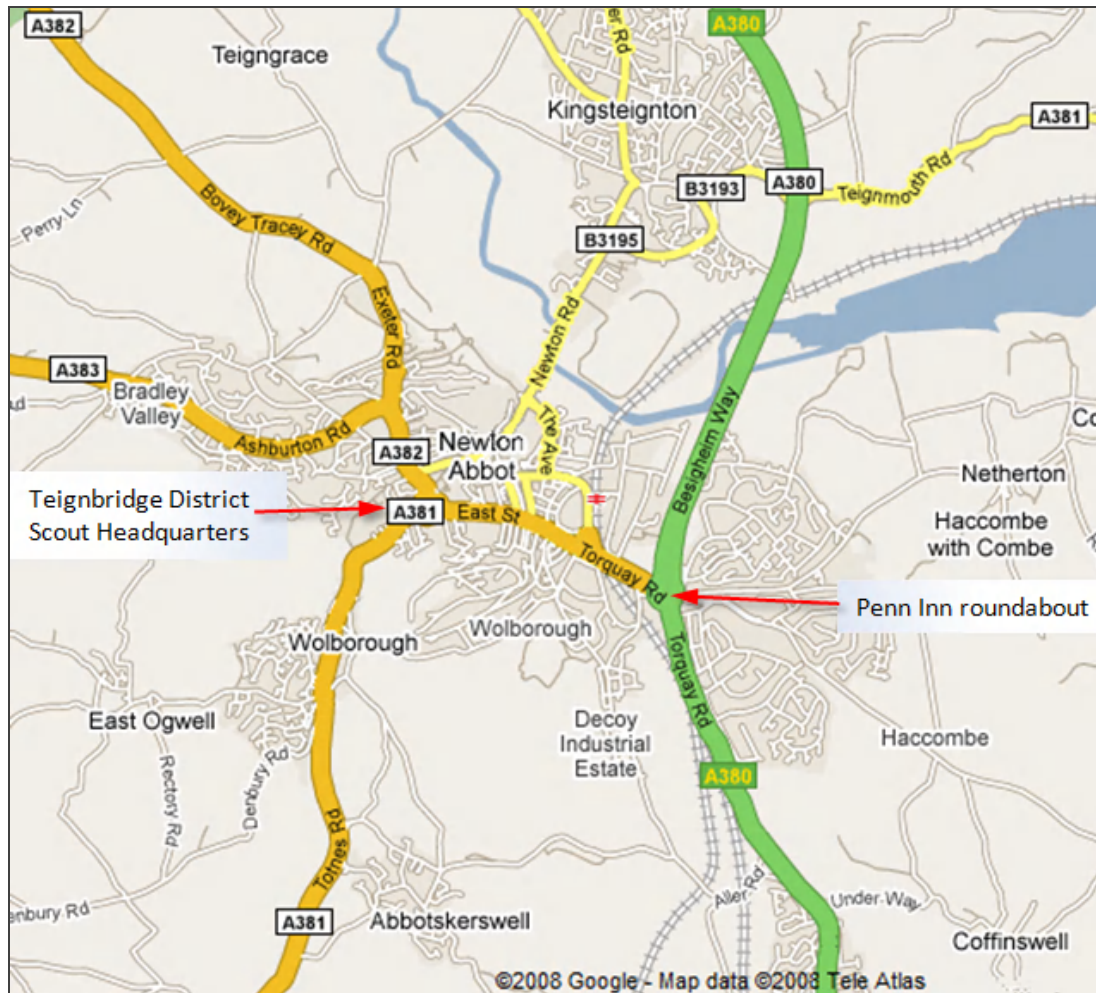 A382
A380
Teigngrace
er Rd
Kingsteignton
A381
B3193
A380
Teignmouth Rd
Perry Ln
Bovey Tracey Rd
B3195
Exeter Rd
Newton Rd
A383
Bradley
Valley
Ashburton Rd
The Ave
Besigheim Way
A382
Newton
Abbot
Netherton
Teignbridge District
Scout Headquarters
A381
East St
Haccombe
with Combe
Torquay Rd
Penn Inn roundabout
Wolborough
Wolborough
Torquay Rd
East Ogwell
Decoy
Industrial
Estate
Haccombe
Rectory Rd
Denbury Rd
A380
Totnes Rd
enbury Rd
A381
Abbotskerswell
Aller Rd
Under Way
Coffinswell
©2008 Google - Map data ©2008 Tele Atlas